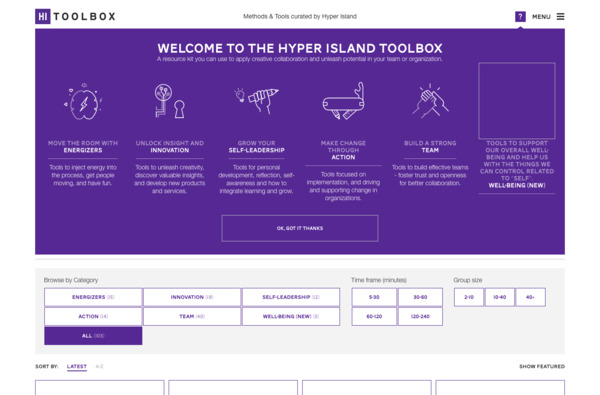 HI TOOLBOX
Methods & Tools curated by Hyper Island
?
MENU
WELCOME TO THE HYPER ISLAND TOOLBOX
A resource kit you can use to apply creative collaboration and unleash potential in your team or organization.
MOVE THE ROOM WITH
ENERGIZERS
Tools to inject energy into
the process, get people
moving, and have fun.
UNLOCK INSIGHT AND
INNOVATION
Tools to unleash creativity,
discover valuable insights,
and develop new products
and services.
GROW YOUR
SELF-LEADERSHIP
Tools for personal
development, reflection, self-
awareness and how to
integrate learning and grow.
MAKE CHANGE
THROUGH
ACTION
Tools focused on
implementation, and driving
and supporting change in
organizations.
BUILD A STRONG
TEAM
Tools to build effective teams
- foster trust and openness
for better collaboration.
TOOLS TO SUPPORT
OUR OVERALL WELL-
BEING AND HELP US
WITH THE THINGS WE
CAN CONTROL RELATED
TO 'SELF'.
WELL-BEING (NEW)
OK, GOT IT THANKS
Browse by Category
ENERGIZERS
INNOVATION
SELF-LEADERSHIP (12)
ACTION (14)
TEAM
WELL-BEING (NEW)
ALL
Time frame (minutes)
5-30
30-60
60-120
120-240
Group size
2-10
10-40
40+
SORT BY:
LATEST
A-Z
SHOW FEATURED